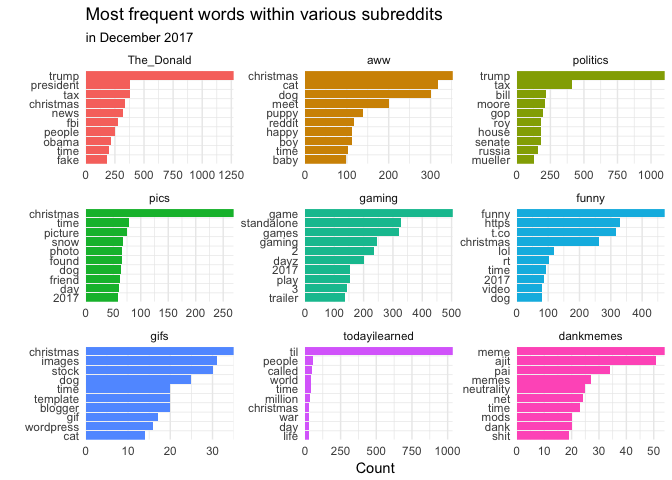 Most frequent words within various subreddits
in December 2017
The_Donald
trump
president
tax
christmas
news
fbi
people
obama
time
fake
0 250 500 750 1000 1250
aww
christmas
cat
dog
meet
puppy
reddit
happy
boy
time
baby
0 100 200 300
politics
trump
tax
bill
moore
gop
roy
house
senate
russia
mueller
0 250 500 750 1000
pics
christmas
time
picture
snow
photo
found
dog
friend
day
2017
0 50 100 150 200 250
gaming
game
standalone
games
gaming
2
dayz
2017
play
3
trailer
0 100 200 300 400 500
funny
funny
https
t.co
christmas
lol
rt
time
2017
video
dog
0 100 200 300 400
gifs
christmas
images
stock
dog
time
template
blogger
gif
wordpress
cat
0 10 20 30
todayilearned
til
people
called
world
time
million
christmas
war
day
life
0 250 500 750 1000
dankmemes
meme
ajit
pai
memes
neutrality
net
time
mods
dank
shit
0 10 20 30 40 50
Count